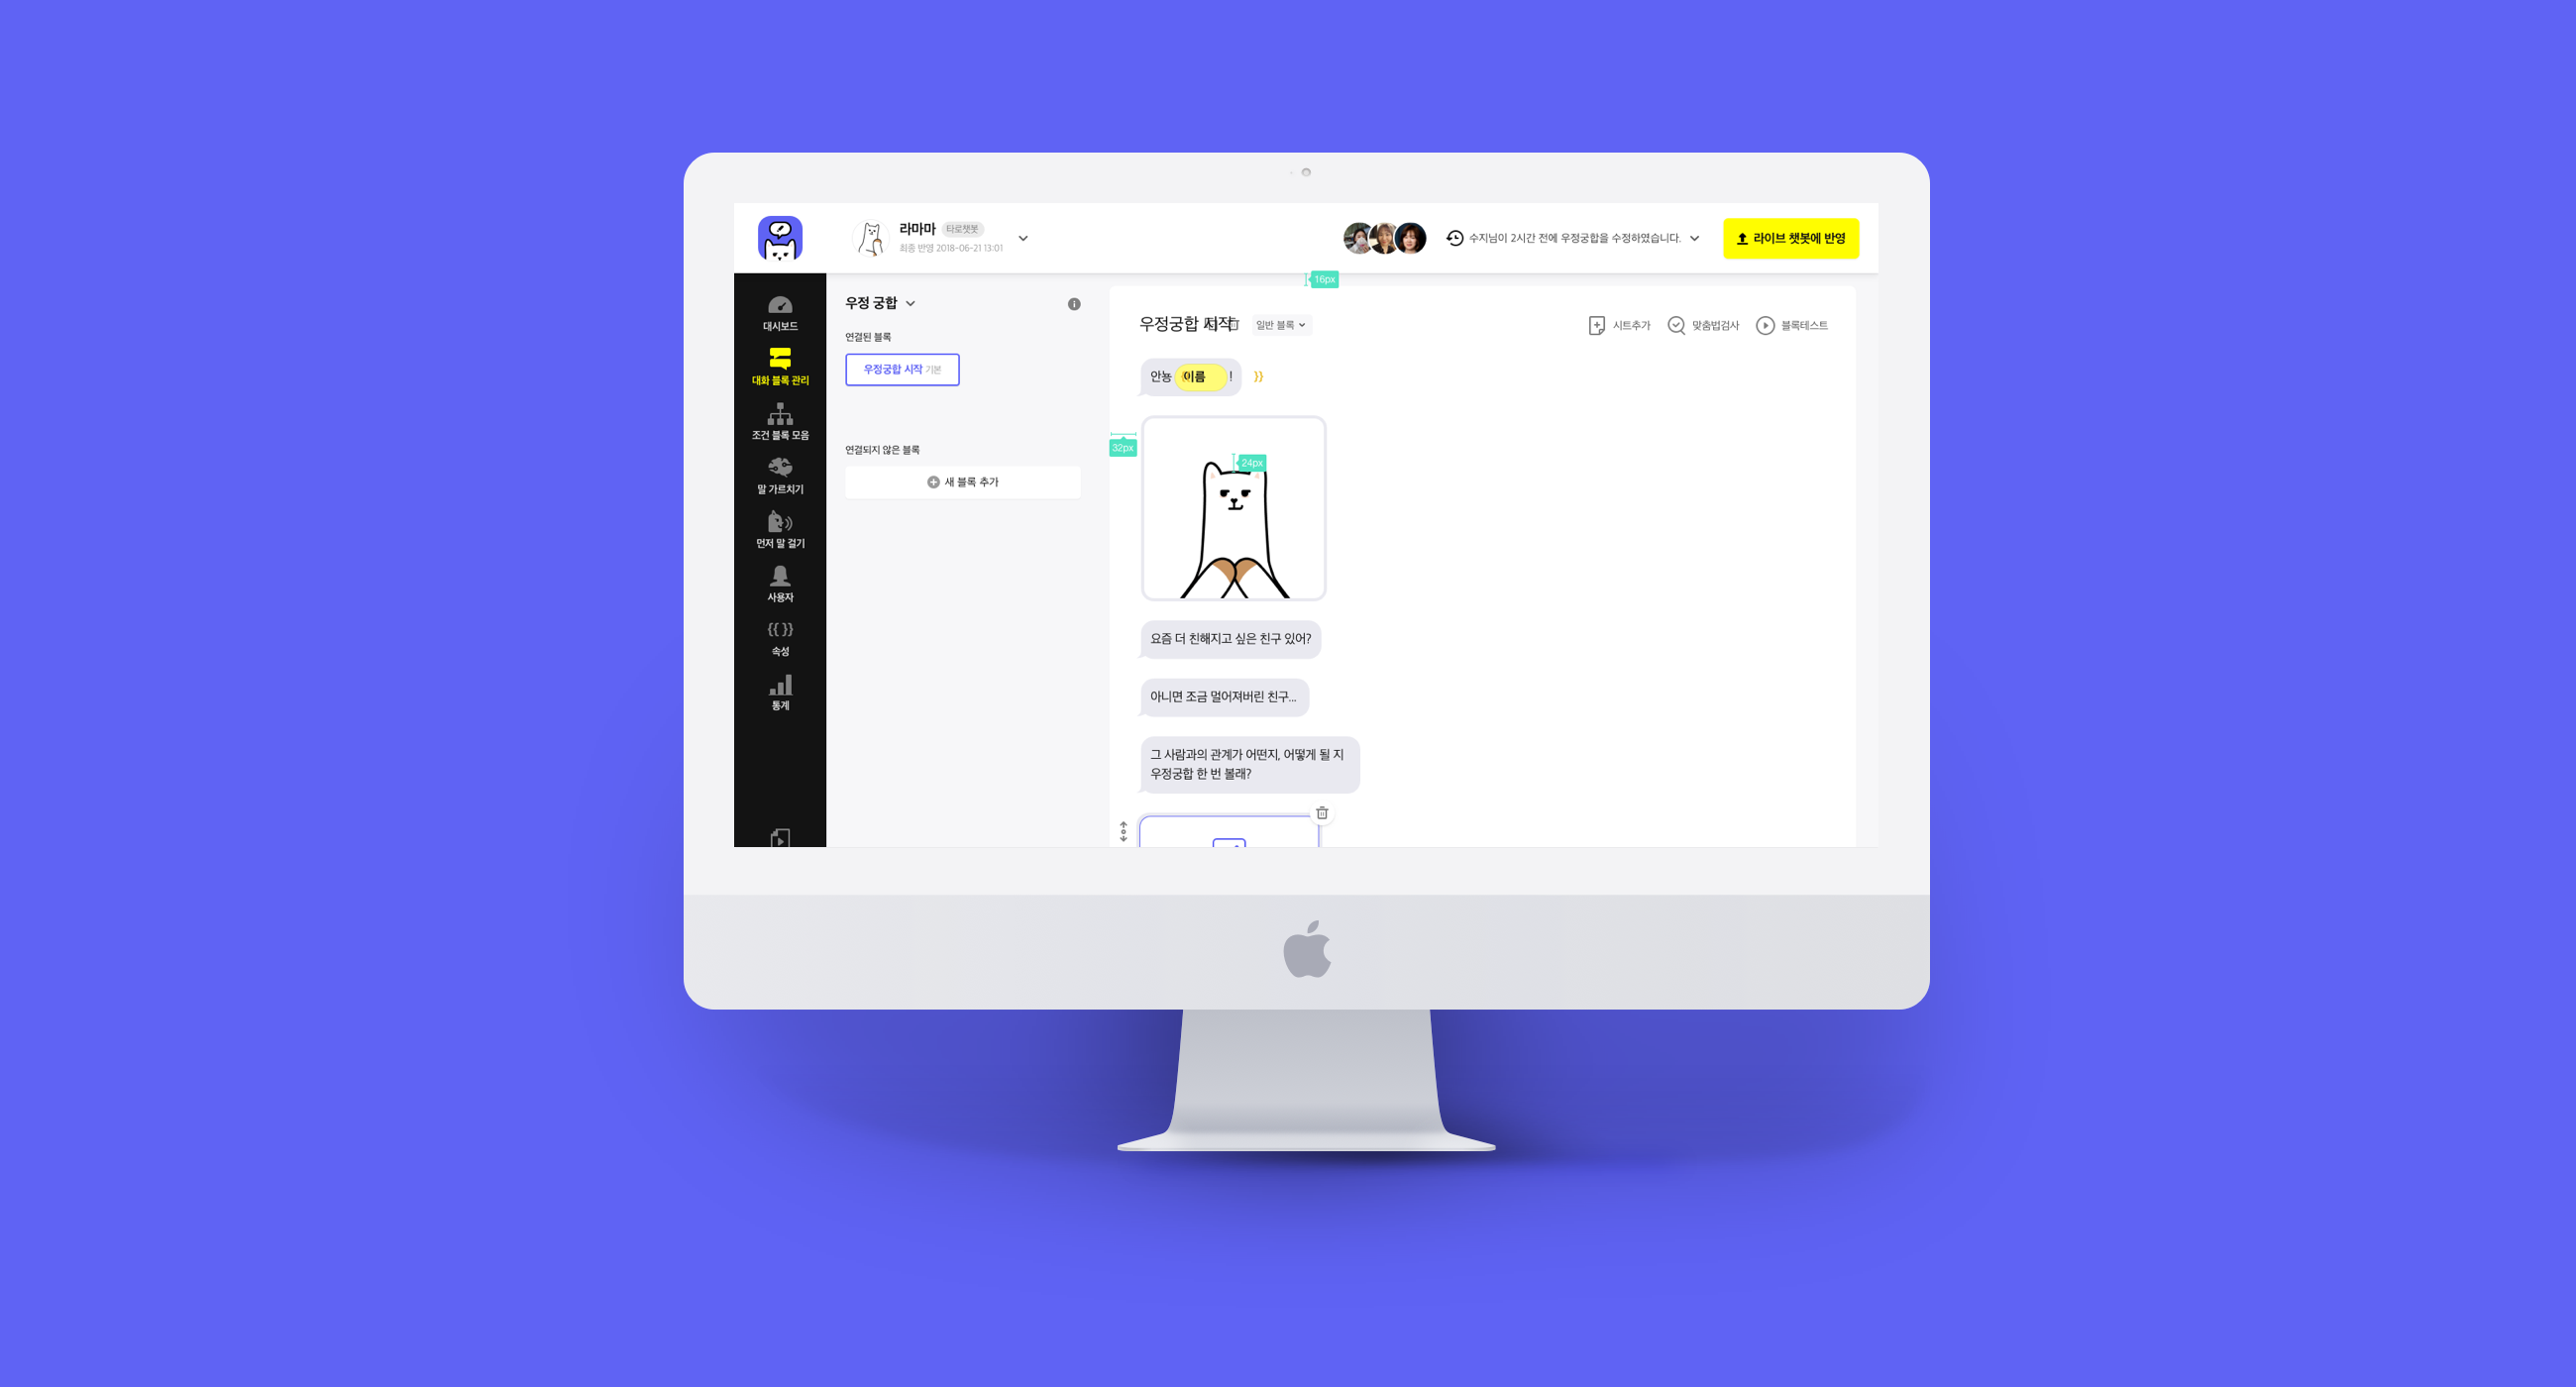 라마마 타로챗봇
최종 반영 2018-06-21 13:01
수지님이 2시간 전에 우정궁합을 수정하였습니다.
라이브 챗봇에 반영
대시보드
대화 블록 관리
조건 블록 모음
말 가르치기
먼저 말 걸기
사용자
{{ }}
속성
통계
우정 궁합
연결된 블록
우정궁합 시작 기본
연결되지 않은 블록
새 블록 추가
16px
우정궁합 시작
일반 블록
시트추가
맞춤법검사
블록테스트
안뇽 이름 ! }}
32px
24px
요즘 더 친해지고 싶은 친구 있어?
아니면 조금 멀어져버린 친구...
그 사람과의 관계가 어떤지, 어떻게 될 지
우정궁합 한 번 볼래?